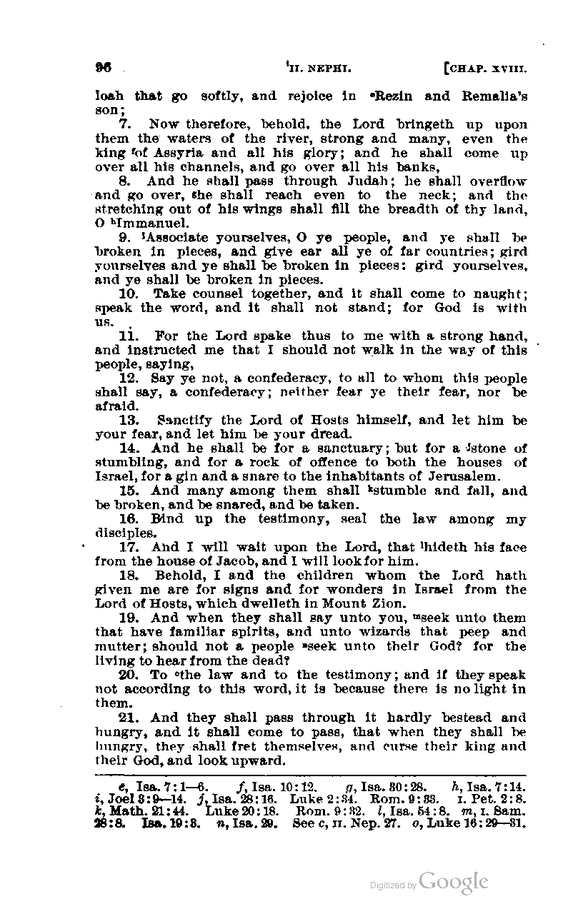 96 II. NEPHI. [CHAP. XVIII.
loah that go softly, and rejoice in eRezin and Remalia's
son;
7. Now therefore, behold, the Lord bringeth up upon
them the waters of the river, strong and many, even the
king fof Assyria and all his glory; and he shall come up
over all his channels, and go over all his banks,
8. And he shall pass through Judah; he shall overflow
and go over, ghe shall reach even to the neck; and the
stretching out of his wings shall fill the breadth of thy land,
O hImmanuel.
9. iAssociate yourselves, O ye people, and ye shall be
broken in pieces, and give ear all ye of far countries; gird
yourselves and ye shall be broken in pieces: gird yourselves,
and ye shall be broken in pieces.
10. Take counsel together, and it shall come to naught;
speak the word, and it shall not stand; for God is with
us.
11. For the Lord spake thus to me with a strong hand,
and instructed me that I should not walk in the way of this
people, saying,
12. Say ye not, a confederacy, to all to whom this people
shall say, a confederacy; neither fear ye their fear, nor be
afraid.
13. Sanctify the Lord of Hosts himself, and let him be
your fear, and let him be your dread.
14. And he shall be for a sanctuary; but for a jstone of
stumbling, and for a rock of offence to both the houses of
Israel, for a gin and a snare to the inhabitants of Jerusalem.
15. And many among them shall kstumble and fall, and
be broken, and be snared, and be taken.
16. Bind up the testimony, seal the law among my
disciples.
17. And I will wait upon the Lord, that lhideth his face
from the house of Jacob, and I will look for him.
18. Behold, I and the children whom the Lord hath
given me are for signs and for wonders in Israel from the
Lord of Hosts, which dwelleth in Mount Zion.
19. And when they shall say unto you, mseek unto them
that have familiar spirits, and unto wizards that peep and
mutter; should not a people nseek unto their God? for the
living to hear from the dead?
20. To othe law and to the testimony; and if they speak
not according to this word, it is because there is no light in
them.
21. And they shall pass through it hardly bestead and
hungry, and it shall come to pass, that when they shall be
hungry, they shall fret themselves, and curse their king and
their God, and look upward.
e, Isa. 7:1—6. f, Isa. 10:12. g, Isa. 30:28. h, Isa. 7:14.
i, Joel 3:9—14. j, Isa. 28:16. Luke 2:34. Rom. 9:33. I. Pet. 2:8.
k, Math. 21:44. Luke 20:18. Rom. 9:32. l, Isa. 54:8. m, I. Sam.
28:8. Isa. 19:3. n, Isa. 29. See c, II. Nep. 27. o, Luke 16:29—31.
Digitized by Google